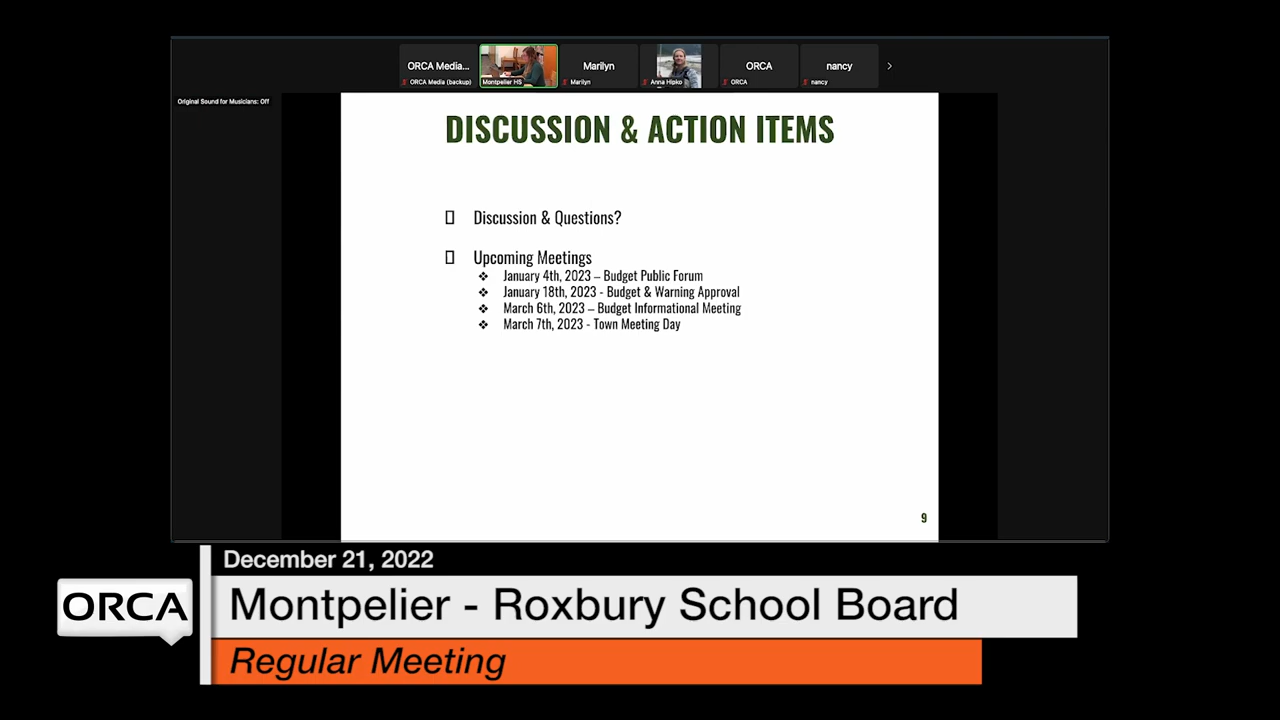 ORCA Media...
Marilyn
ORCA
nancy
ORCA Media (backup)
Montpelier HS
Marilyn
Anna Hipko
ORCA
nancy
Original Sound for Musicians: Off
DISCUSSION & ACTION ITEMS
Discussion & Questions?
Upcoming Meetings
❖ January 4th, 2023 – Budget Public Forum
❖ January 18th, 2023 - Budget & Warning Approval
❖ March 6th, 2023 – Budget Informational Meeting
❖ March 7th, 2023 - Town Meeting Day
9
December 21, 2022
ORCA
Montpelier - Roxbury School Board
Regular Meeting